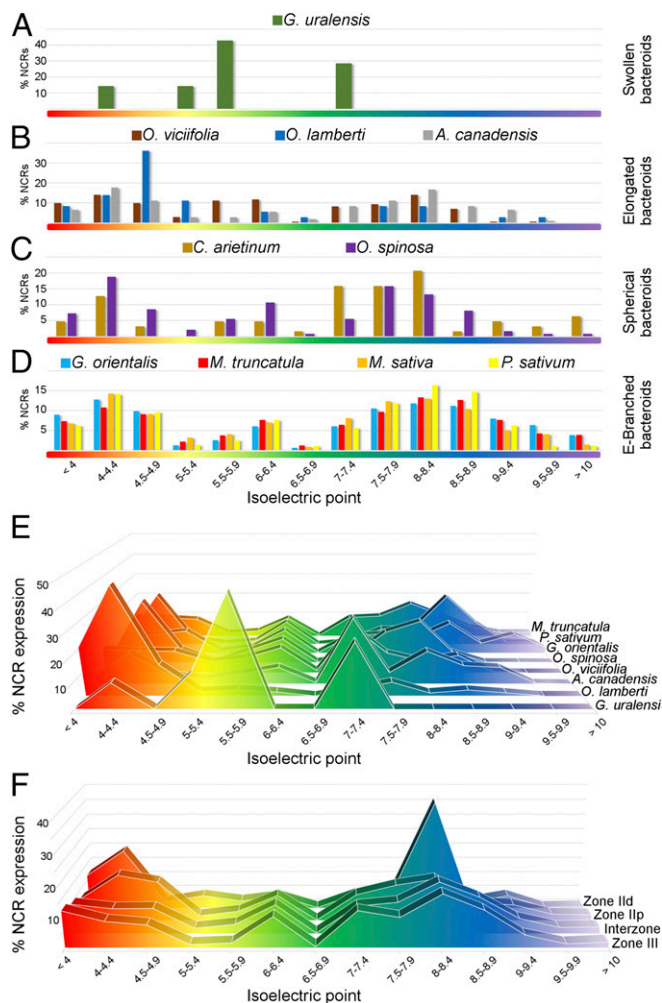 A
G. uralensis
40
30
20
10
% NCRs
Swollen
bacteroids
B
O. viciifolia O. lamberti A. canadensis
30
20
10
% NCRs
Elongated
bacteroids
C
C. arietinum O. spinosa
20
15
10
5
% NCRs
Spherical
bacteroids
D
G. orientalis M. truncatula M. sativa P. sativum
15
10
5
% NCRs
E-Branched
bacteroids
< 4 4-4.4 4.5-4.9 5-5.4 5.5-5.9 6-6.4 6.5-6.9 7-7.4 7.5-7.9 8-8.4 8.5-8.9 9-9.4 9.5-9.9 > 10
Isoelectric point
E
50
40
30
20
10
% NCR expression
M. truncatula
P. sativum
G. orientalis
O. spinosa
O. viciifolia
A. canadensis
O. lamberti
G. uralensi
< 4 4-4.4 4.5-4.9 5-5.4 5.5-5.9 6-6.4 6.5-6.9 7-7.4 7.5-7.9 8-8.4 8.5-8.9 9-9.4 9.5-9.9 > 10
Isoelectric point
F
40
30
20
10
% NCR expression
Zone IId
Zone IIp
Interzone
Zone III
< 4 4-4.4 4.5-4.9 5-5.4 5.5-5.9 6-6.4 6.5-6.9 7-7.4 7.5-7.9 8-8.4 8.5-8.9 9-9.4 9.5-9.9 > 10
Isoelectric point